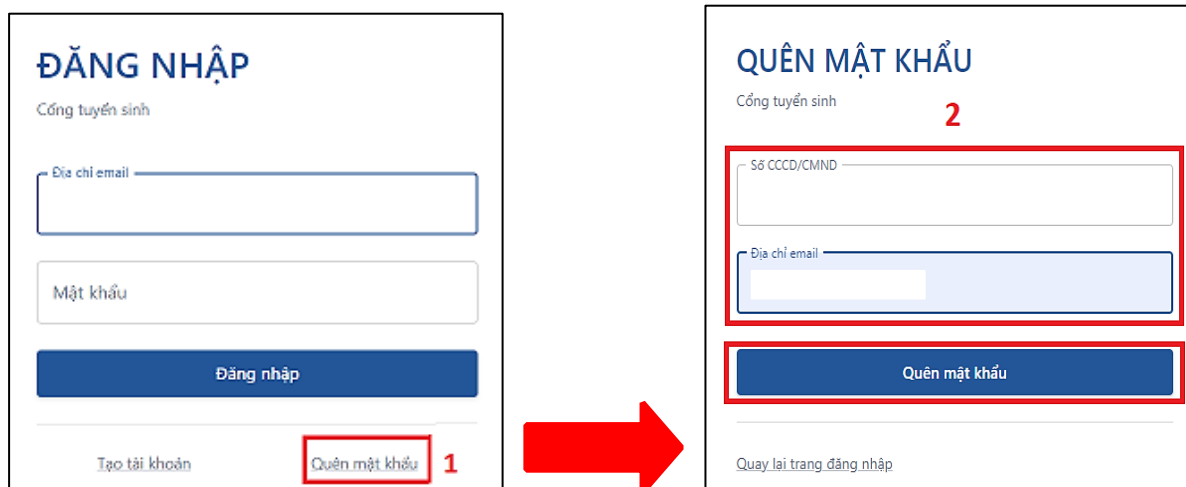 ĐĂNG NHẬP
Cổng tuyển sinh
Địa chỉ email
Mật khẩu
Đăng nhập
Tạo tài khoản
Quên mật khẩu 1
QUÊN MẬT KHẨU
Cổng tuyển sinh
2
Số CCCD/CMND
Địa chỉ email
Quên mật khẩu
Quay lại trang đăng nhập